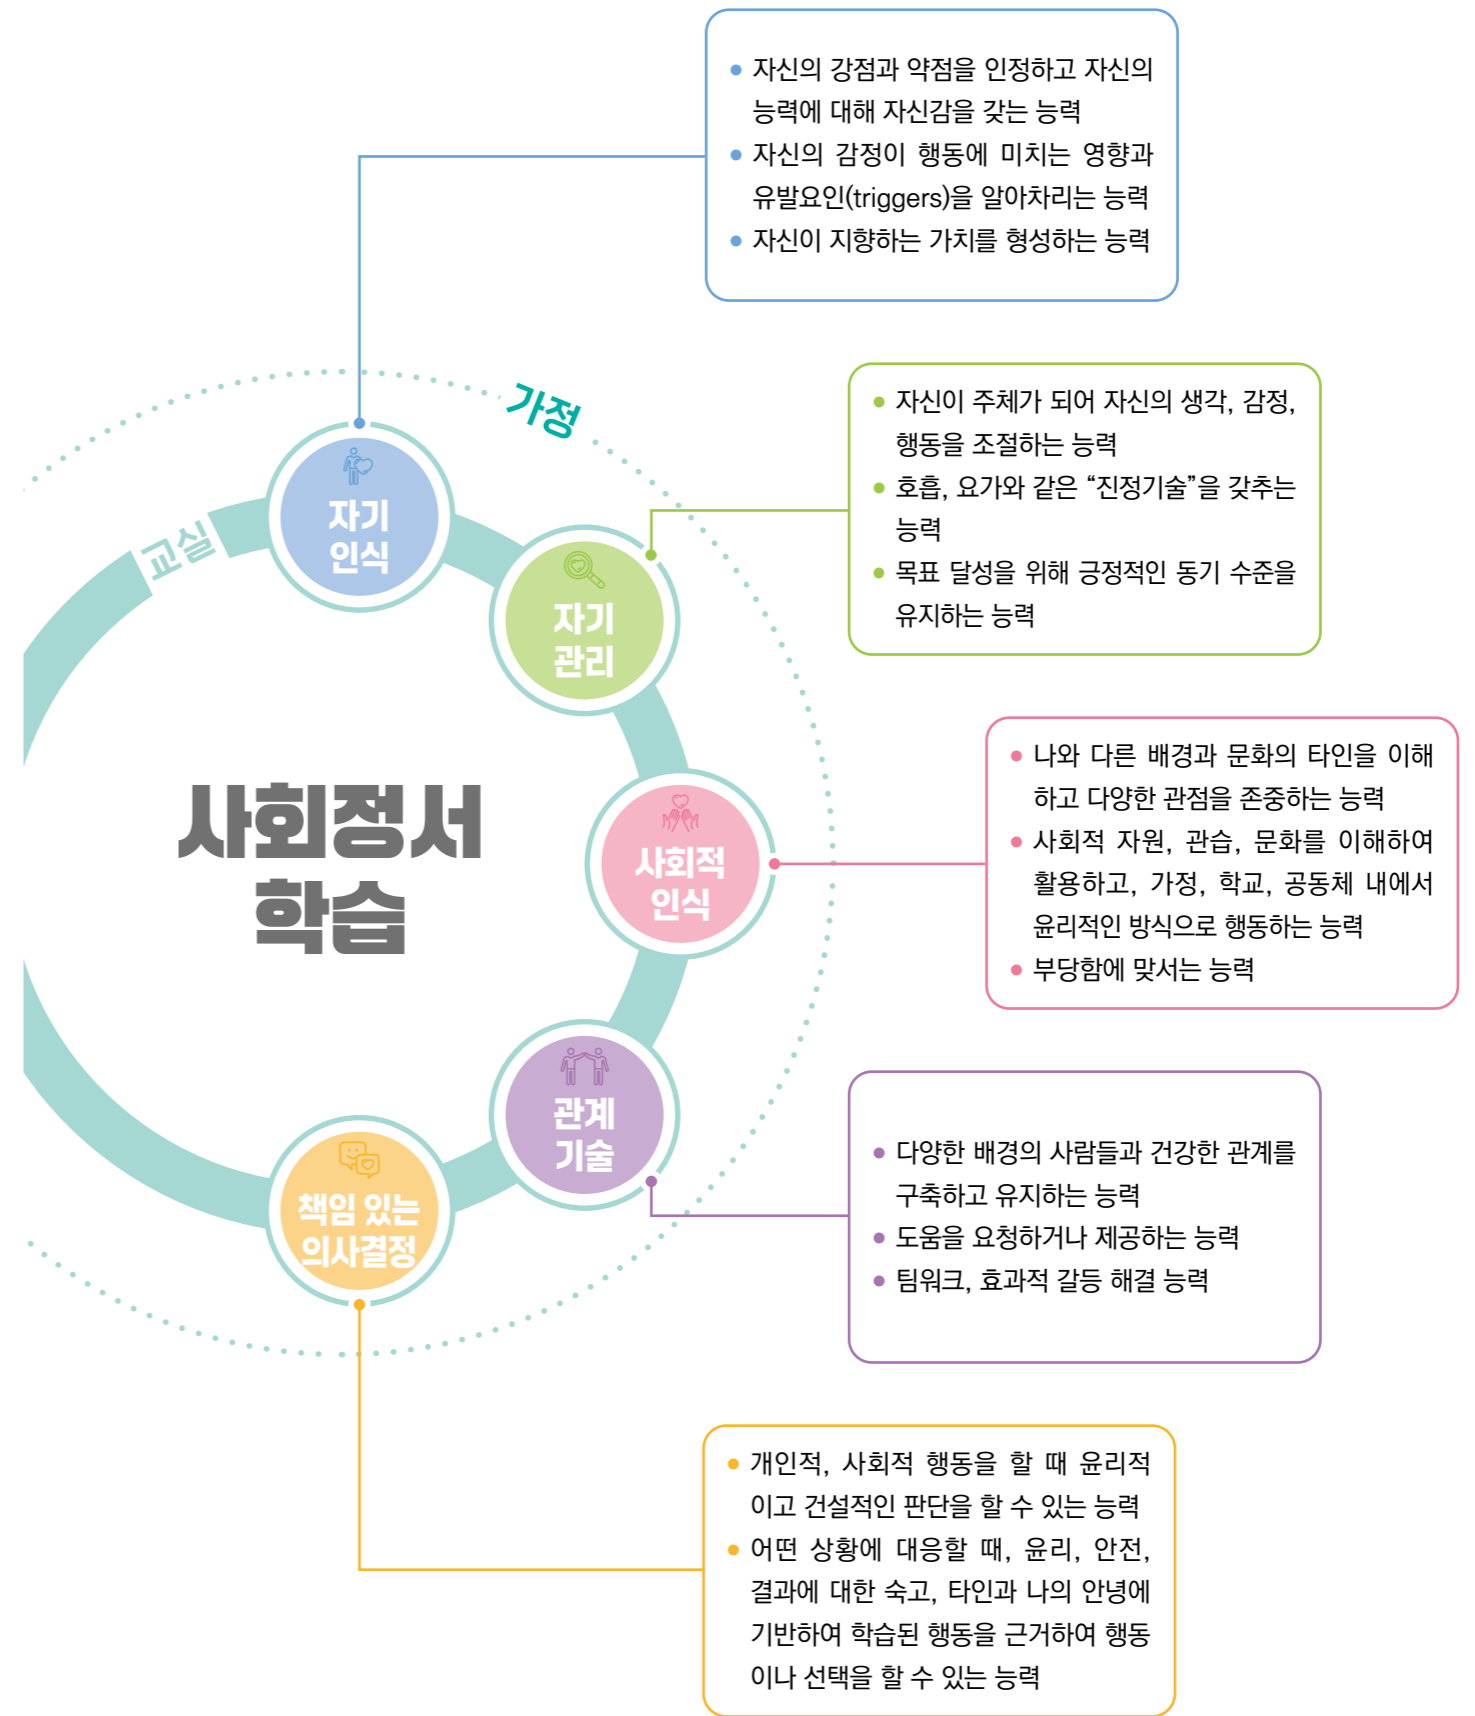 자신의 강점과 약점을 인정하고 자신의
능력에 대해 자신감을 갖는 능력
자신의 감정이 행동에 미치는 영향과
유발요인(triggers)을 알아차리는 능력
자신이 지향하는 가치를 형성하는 능력
가정
교실
자기
인식
자신이 주체가 되어 자신의 생각, 감정,
행동을 조절하는 능력
호흡, 요가와 같은 “진정기술”을 갖추는
능력
목표 달성을 위해 긍정적인 동기 수준을
유지하는 능력
자기
관리
사회정서
학습
사회적
인식
나와 다른 배경과 문화의 타인을 이해
하고 다양한 관점을 존중하는 능력
사회적 자원, 관습, 문화를 이해하여
활용하고, 가정, 학교, 공동체 내에서
윤리적인 방식으로 행동하는 능력
부당함에 맞서는 능력
관계
기술
다양한 배경의 사람들과 건강한 관계를
구축하고 유지하는 능력
도움을 요청하거나 제공하는 능력
팀워크, 효과적 갈등 해결 능력
책임 있는
의사결정
개인적, 사회적 행동을 할 때 윤리적
이고 건설적인 판단을 할 수 있는 능력
어떤 상황에 대응할 때, 윤리, 안전,
결과에 대한 숙고, 타인과 나의 안녕에
기반하여 학습된 행동을 근거하여 행동
이나 선택을 할 수 있는 능력